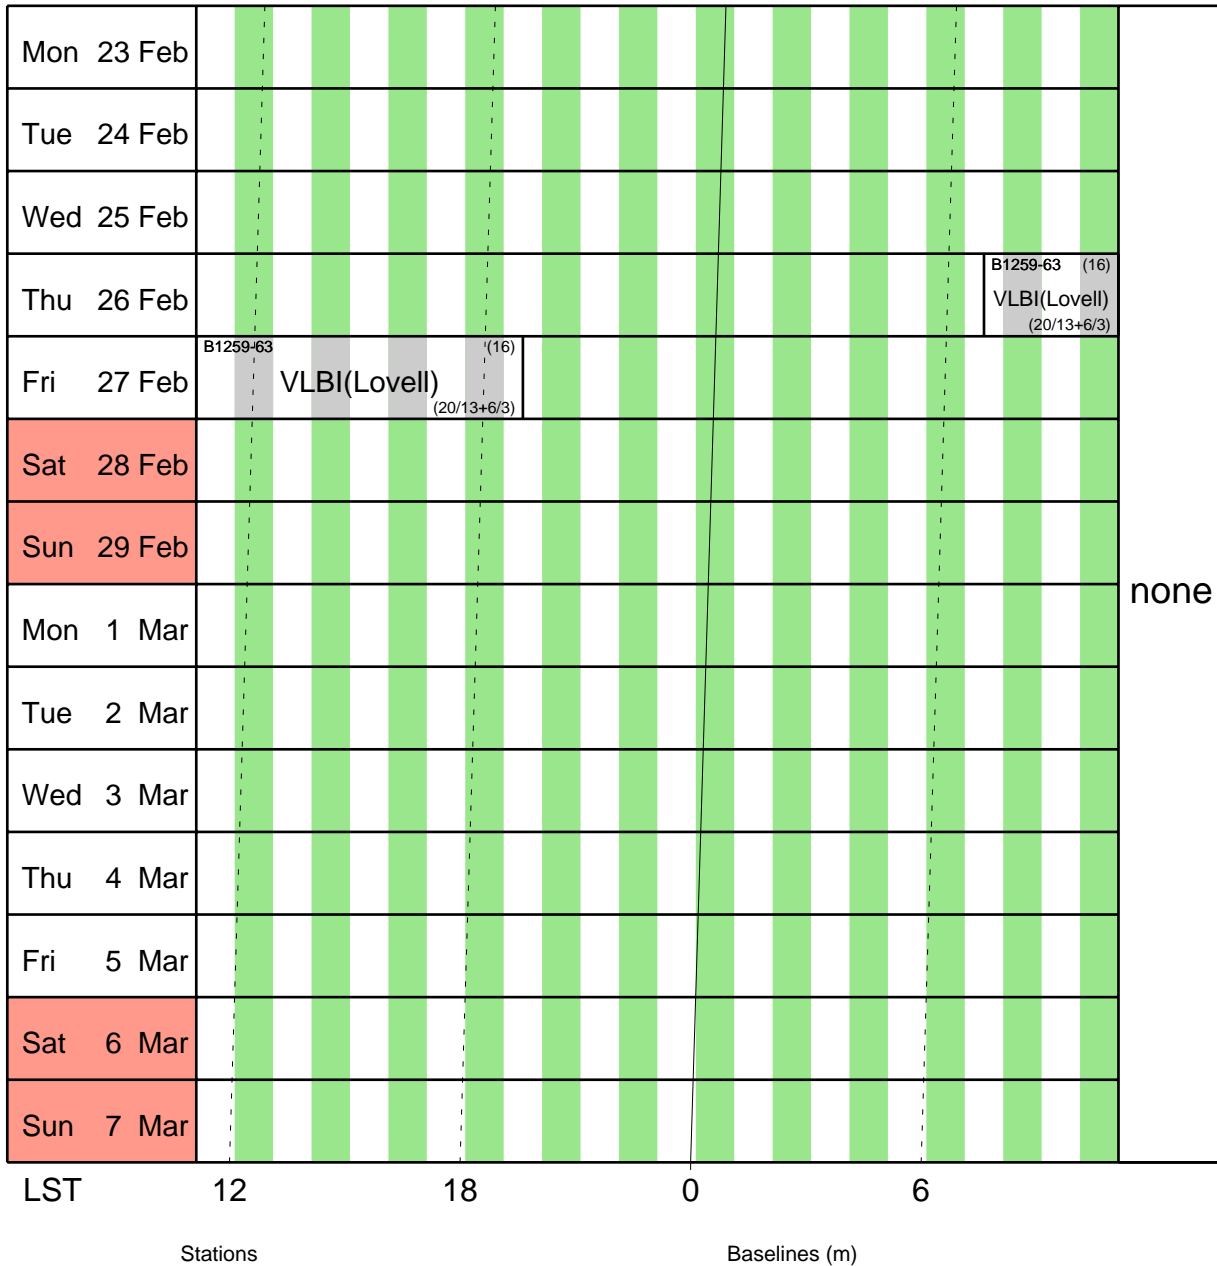 Mon 23 Feb
Tue 24 Feb
Wed 25 Feb
B1259-63 (16)
Thu 26 Feb VLBI(Lovell)
(20/13+6/3)
B1259-63 (16)
Fri 27 Feb VLBI(Lovell)
(20/13+6/3)
Sat 28 Feb
Sun 29 Feb
none
Mon 1 Mar
Tue 2 Mar
Wed 3 Mar
Thu 4 Mar
Fri 5 Mar
Sat 6 Mar
Sun 7 Mar
LST 12 18 0 6
Stations Baselines (m)